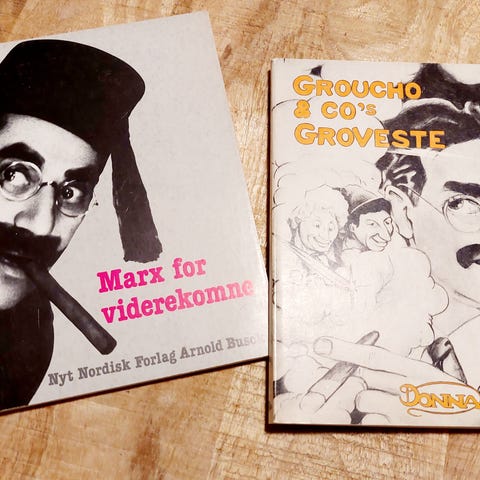 Marx for
viderekomne
Nyt Nordisk Forlag Arnold Busck
GROUCHO
& CO's
GROVESTE
DONNA